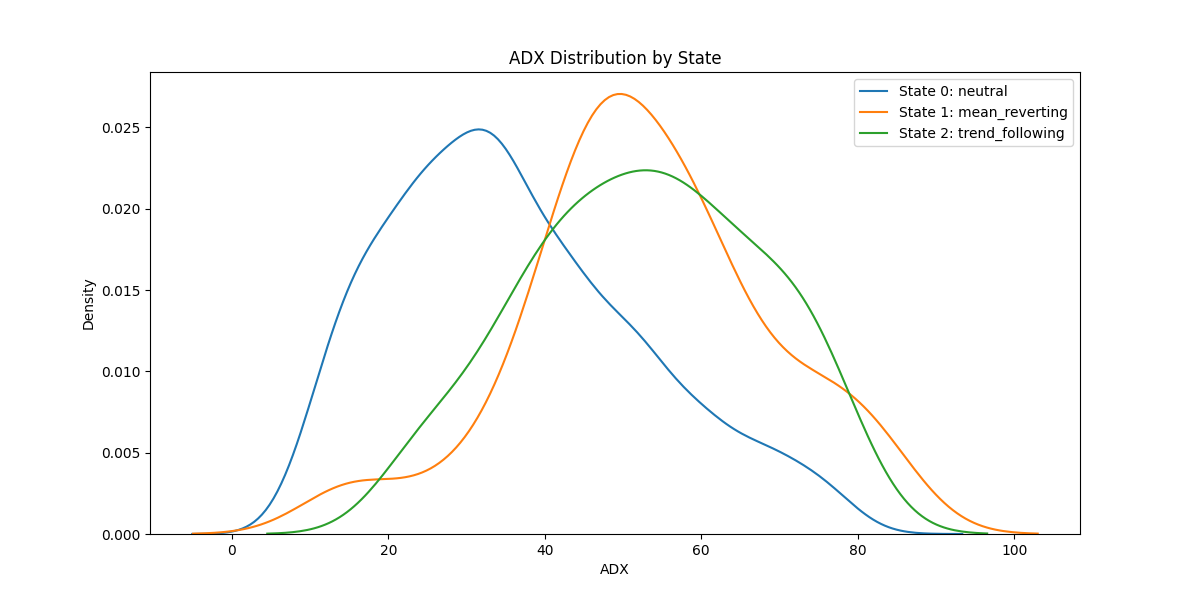 ADX Distribution by State
State 0: neutral
State 1: mean_reverting
State 2: trend_following
Density
0.025
0.020
0.015
0.010
0.005
0.000
0 20 40 60 80 100
ADX